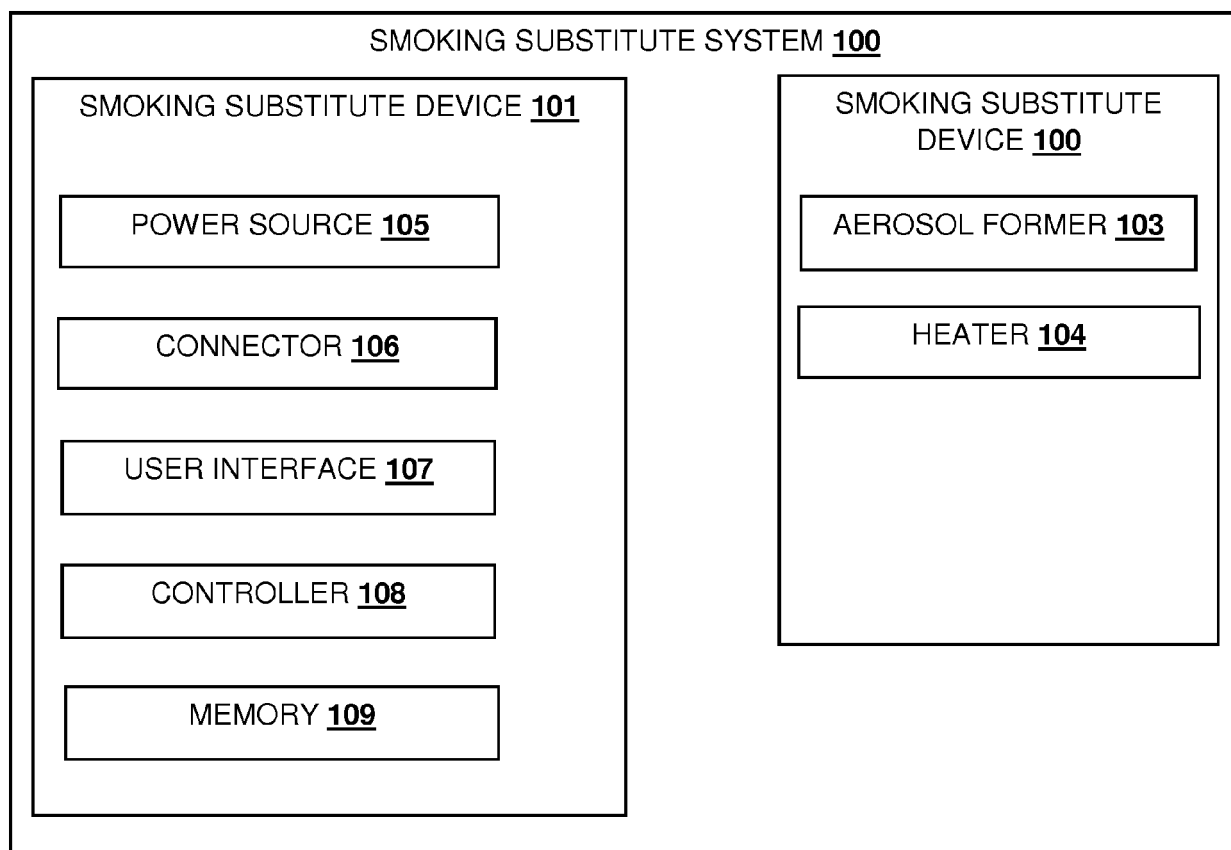 SMOKING SUBSTITUTE SYSTEM 100
SMOKING SUBSTITUTE DEVICE 101
POWER SOURCE 105
CONNECTOR 106
USER INTERFACE 107
CONTROLLER 108
MEMORY 109
SMOKING SUBSTITUTE
DEVICE 100
AEROSOL FORMER 103
HEATER 104